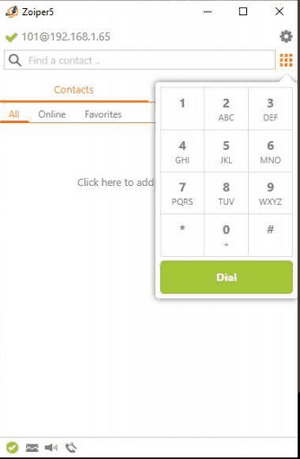 Zoiper5
101@192.168.1.65
Find a contact ..
Contacts
All Online Favorites
Click here to add
1 2 3
ABC DEF
4 5 6
GHI JKL MNO
7 8 9
PQRS TUV WXYZ
* 0 #
+
Dial